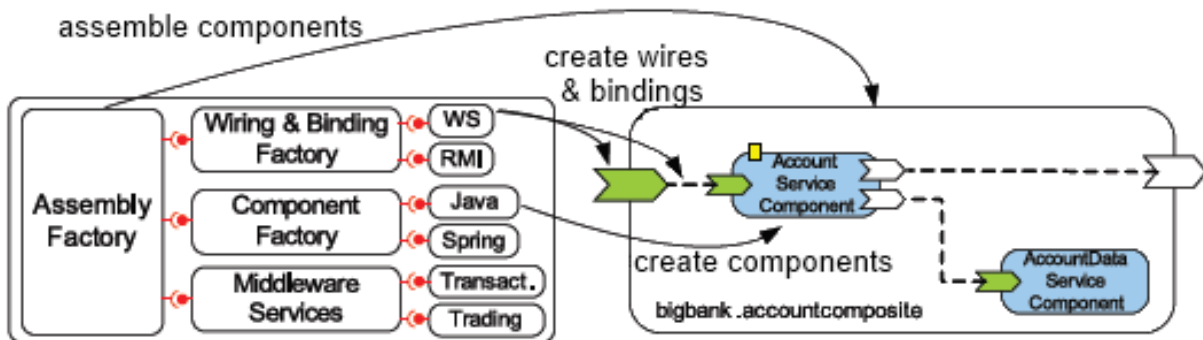 assemble components
create wires
& bindings
Assembly
Factory
Wiring & Binding
Factory
WS
RMI
Component
Factory
Java
Spring
Middleware
Services
Transact.
Trading
Account
Service
Component
create components
AccountData
Service
Component
bigbank.accountcomposite